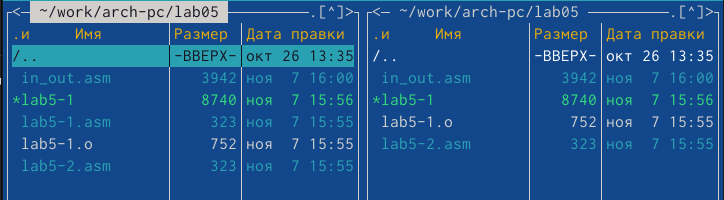 <─ ~/work/arch-pc/lab05 ─.[^]>
.и Имя Размер Дата правки
/.. -ВВЕРХ- окт 26 13:35
in_out.asm 3942 ноя 7 16:00
*lab5-1 8740 ноя 7 15:56
lab5-1.asm 323 ноя 7 15:55
lab5-1.o 752 ноя 7 15:55
lab5-2.asm 323 ноя 7 15:55
<─ ~/work/arch-pc/lab05 ─.[^]>
.и Имя Размер Дата правки
/.. -ВВЕРХ- окт 26 13:35
in_out.asm 3942 ноя 7 16:00
*lab5-1 8740 ноя 7 15:56
lab5-1.o 752 ноя 7 15:55
lab5-2.asm 323 ноя 7 15:55